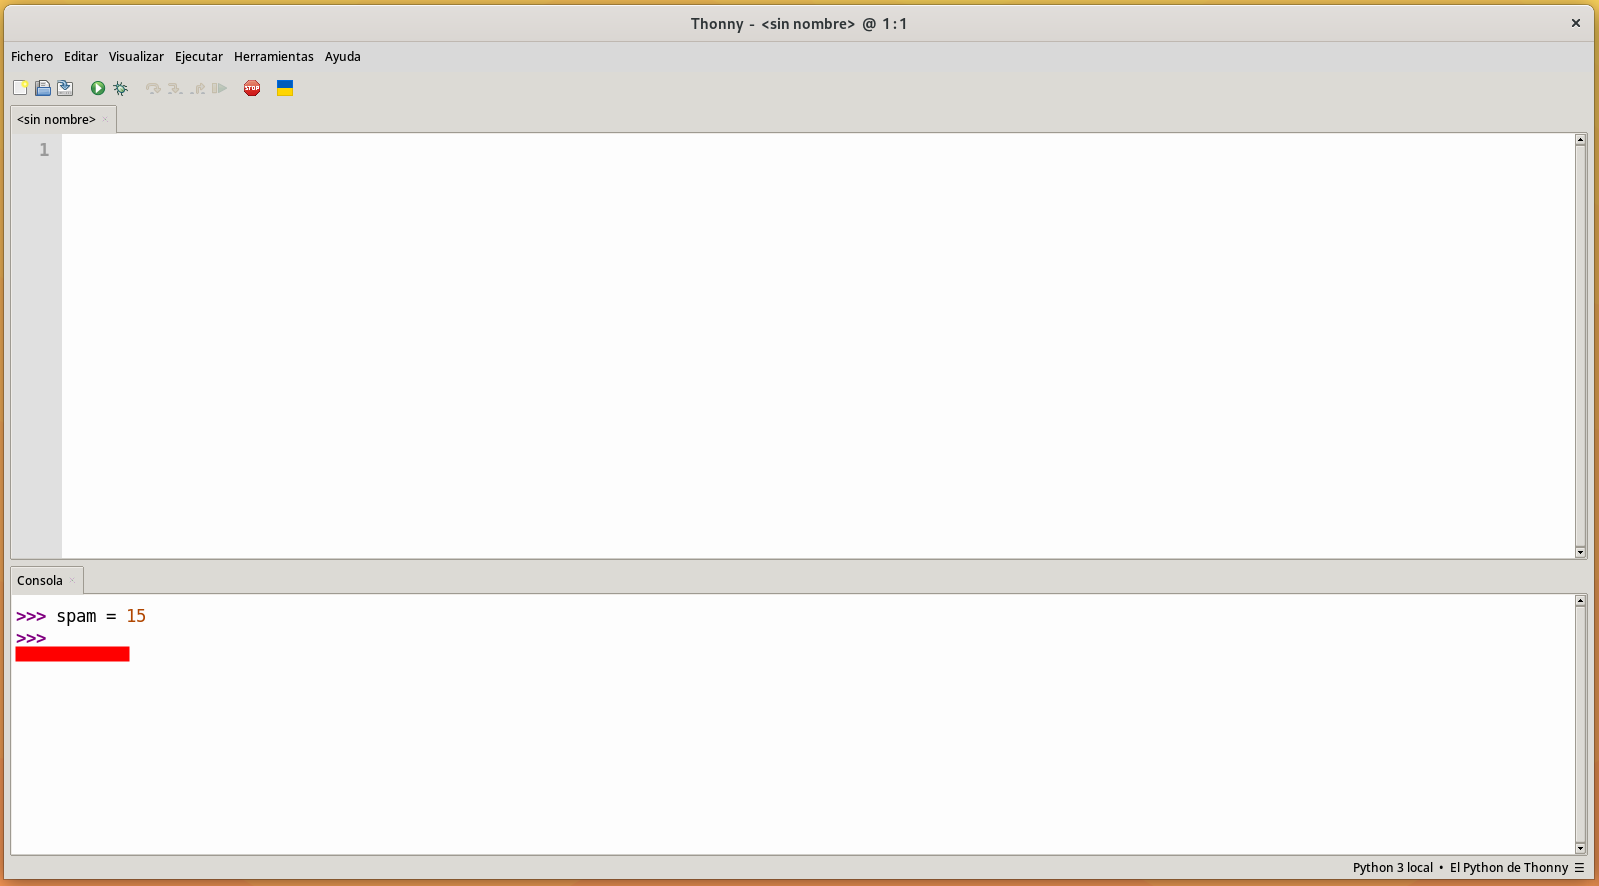 Thonny - <sin nombre> @ 1:1
Fichero Editar Visualizar Ejecutar Herramientas Ayuda
STOP
<sin nombre>
1
Consola
>>> spam = 15
>>>
Python 3 local • El Python de Thonny ☰